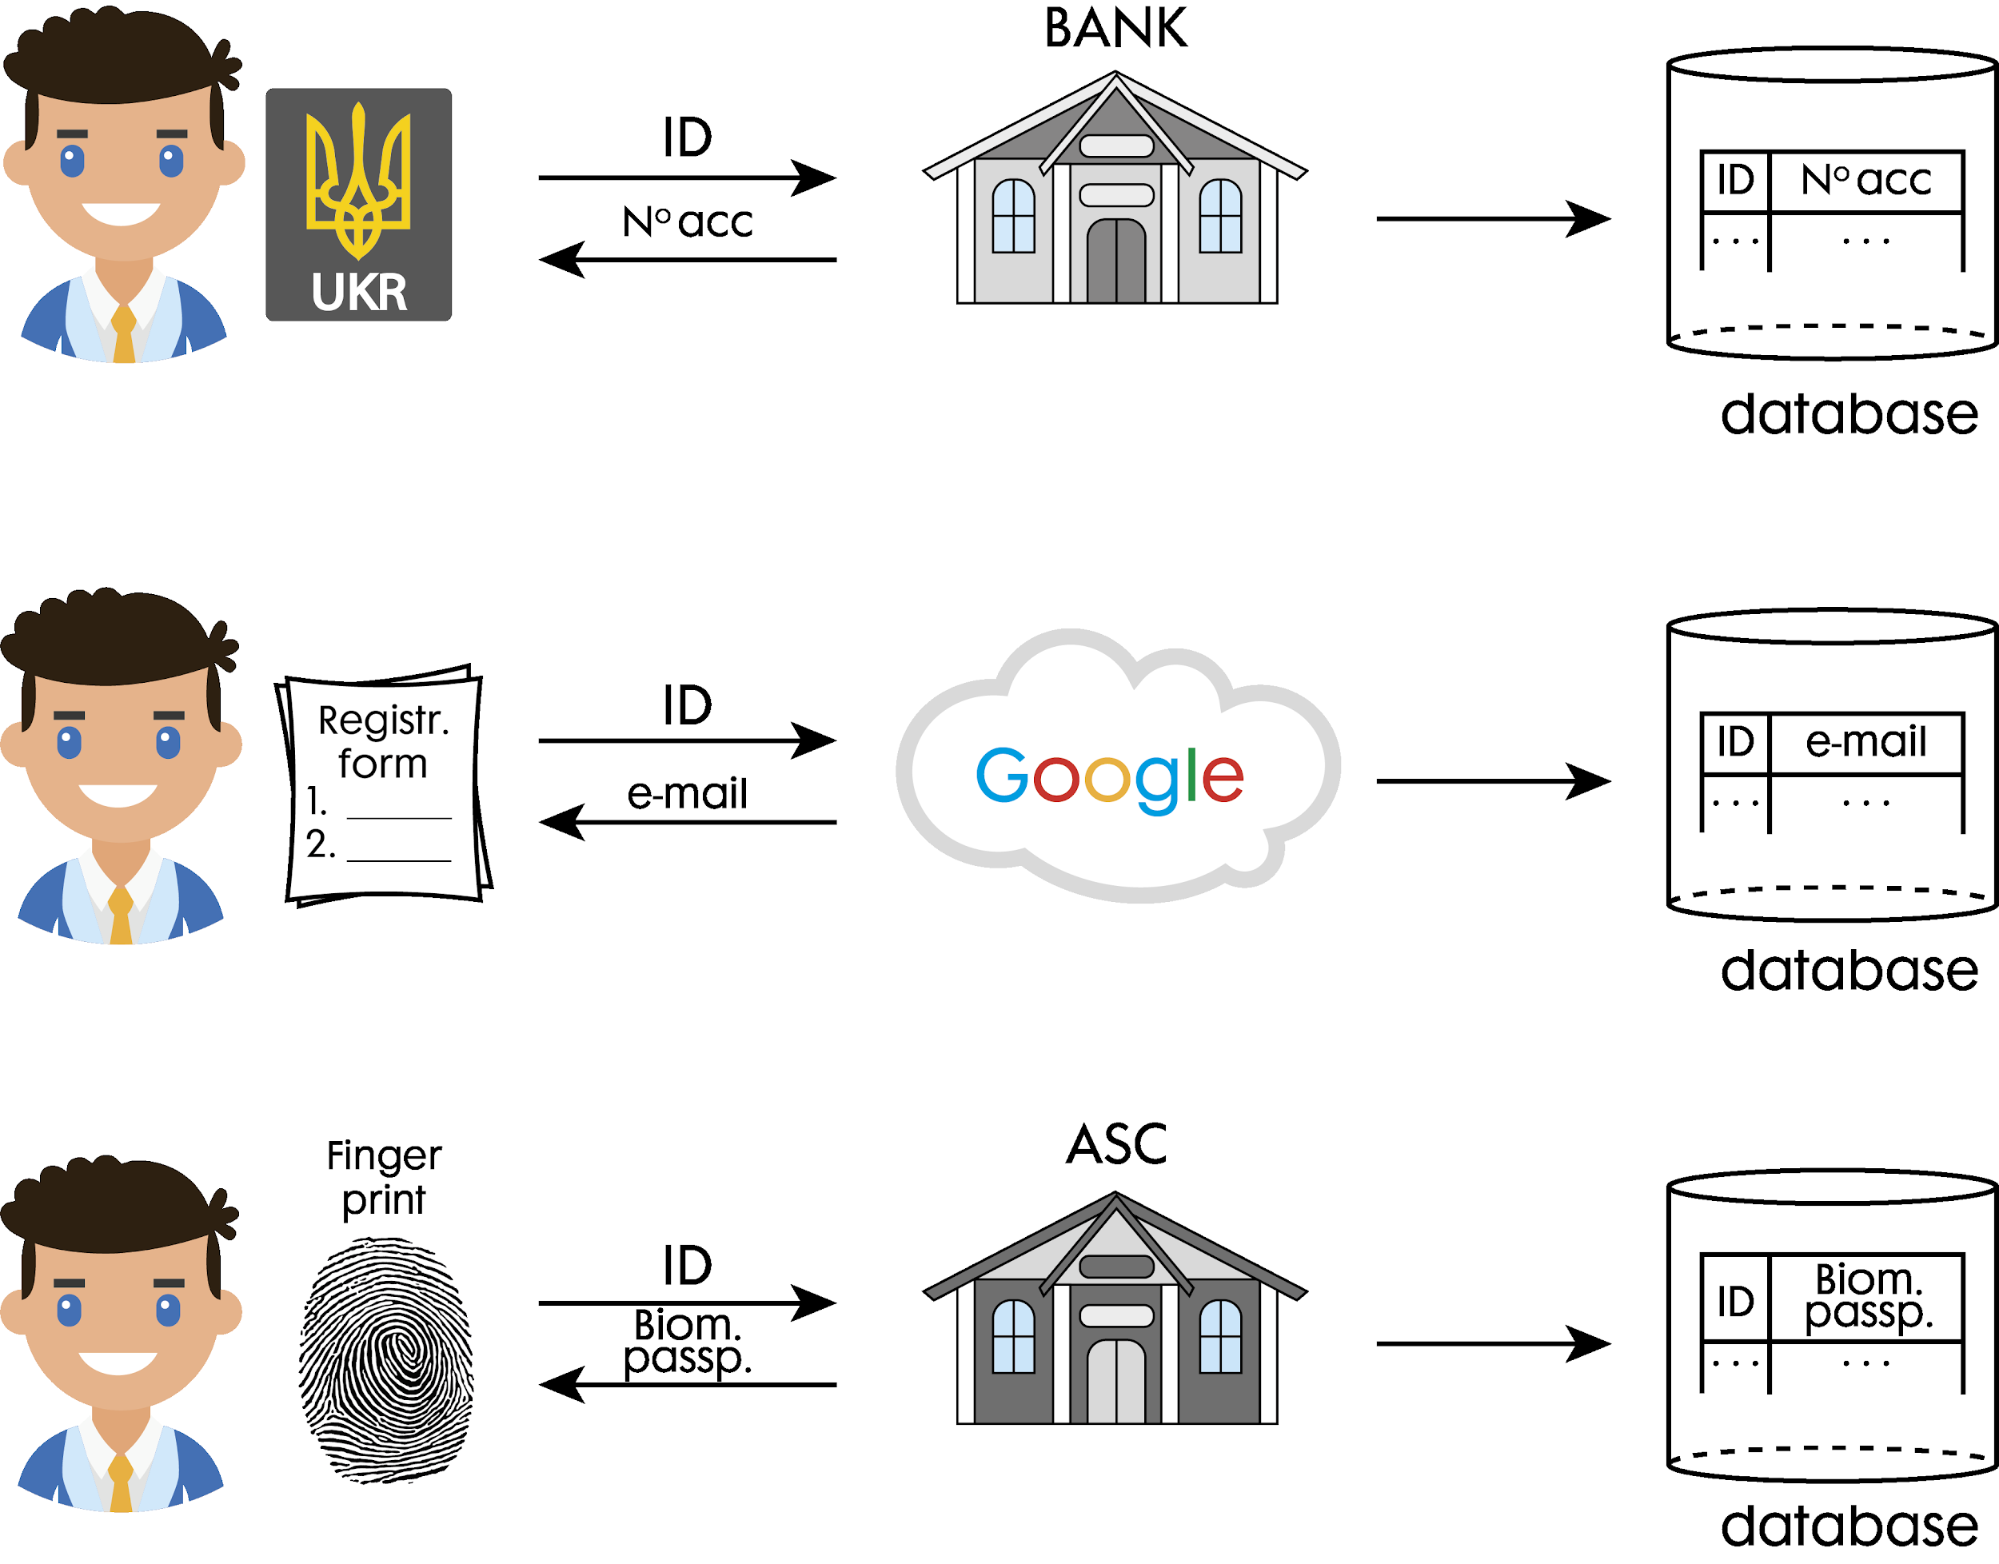 BANK
UKR
ID
Nº acc
ID Nº acc
... ...
database
Registr.
form
1. ______
2. ______
ID
e-mail
Google
ID e-mail
... ...
database
Finger
print
ID
Biom.
passp.
ASC
ID Biom.
passp.
... ...
database